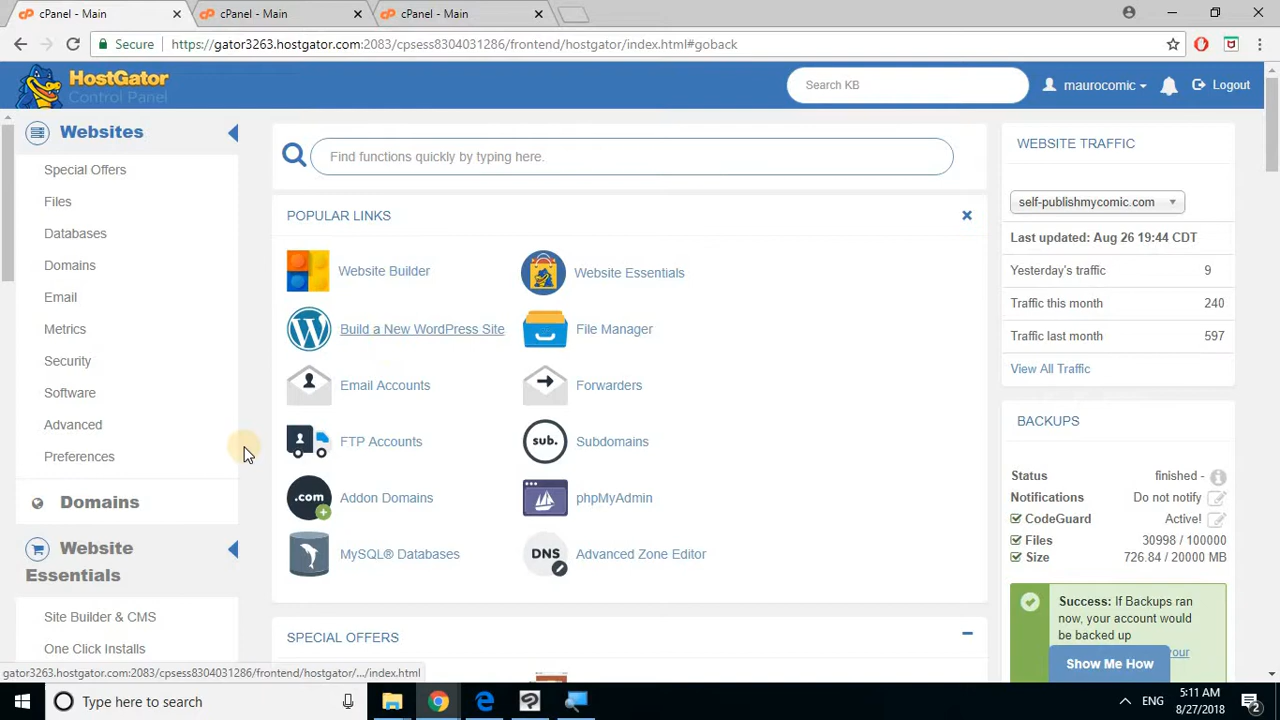 cPanel - Main
cPanel - Main
cPanel - Main
Secure
https://gator3263.hostgator.com:2083/cpsess8304031286/frontend/hostgator/index.html#goback
HostGator
Control Panel
Search KB
maurocomic
Logout
Websites
Special Offers
Files
Databases
Domains
Email
Metrics
Security
Software
Advanced
Preferences
Domains
Website
Essentials
Site Builder & CMS
One Click Installs
Find functions quickly by typing here.
POPULAR LINKS
Website Builder
Website Essentials
Build a New WordPress Site
File Manager
Email Accounts
Forwarders
FTP Accounts
sub.
Subdomains
.com
Addon Domains
phpMyAdmin
MySQL® Databases
DNS
Advanced Zone Editor
SPECIAL OFFERS
WEBSITE TRAFFIC
self-publishmycomic.com
Last updated: Aug 26 19:44 CDT
Yesterday's traffic 9
Traffic this month 240
Traffic last month 597
View All Traffic
BACKUPS
Status finished -
Notifications Do not notify
CodeGuard Active!
Files 30998 / 100000
Size 726.84 / 20000 MB
Success: If Backups ran
now, your account would
be backed up
your
Show Me How
gator3263.hostgator.com:2083/cpsess8304031286/frontend/hostgator/.../index.html
Type here to search
ENG
5:11 AM
8/27/2018
2